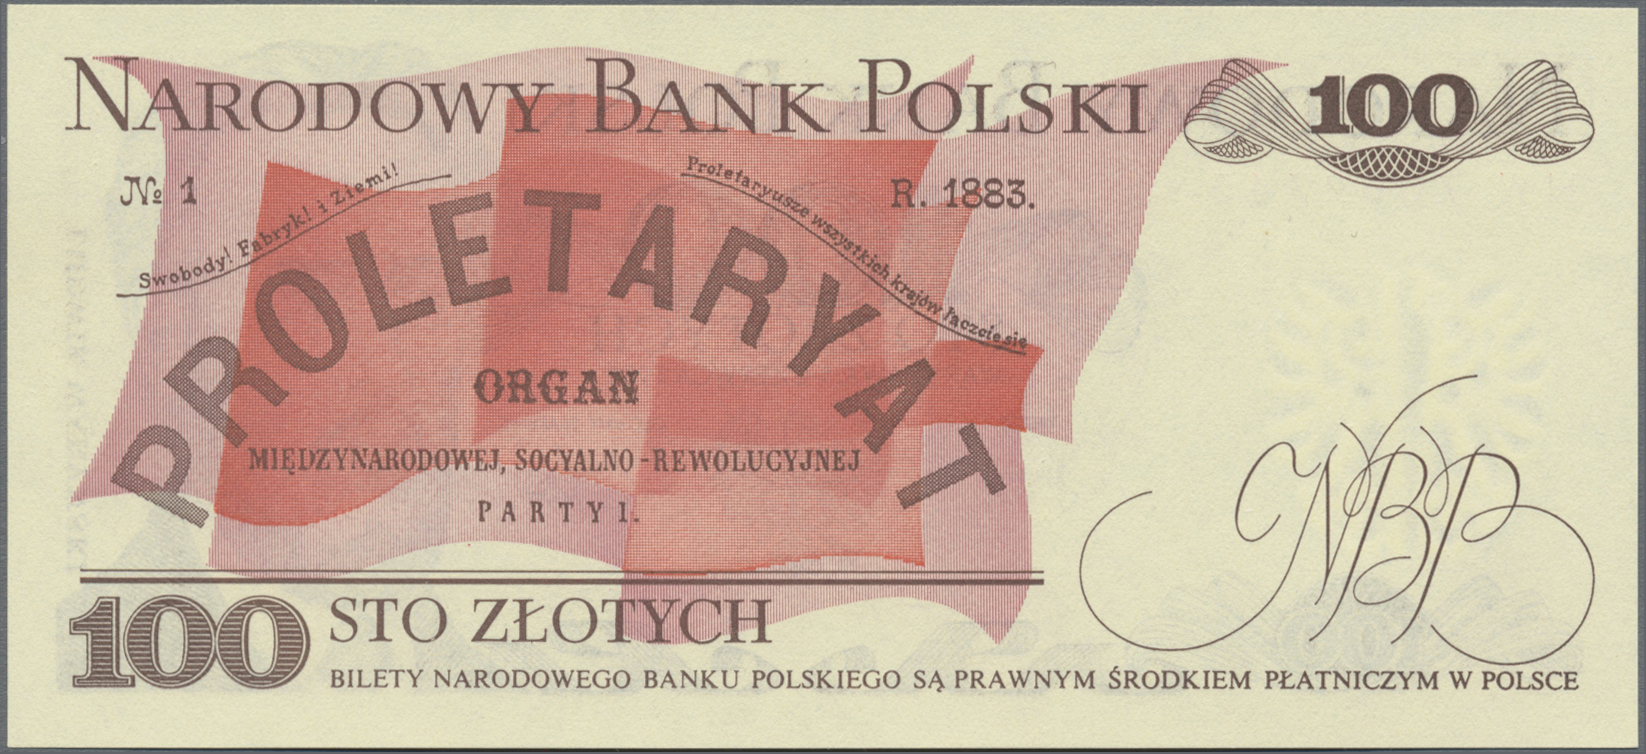 NARODOWY BANK POLSKI
100
№ 1
Swobody! Fabryk! i Ziemi!
Proletaryusze wszystkich krajów łączcie się
R. 1883.
PROLETARYAT
ORGAN
MIĘDZYNARODOWEJ, SOCYALNO-REWOLUCYJNEJ
PARTYI.
NBP
100
STO ZŁOTYCH
BILETY NARODOWEGO BANKU POLSKIEGO SĄ PRAWNYM ŚRODKIEM PŁATNICZYM W POLSCE